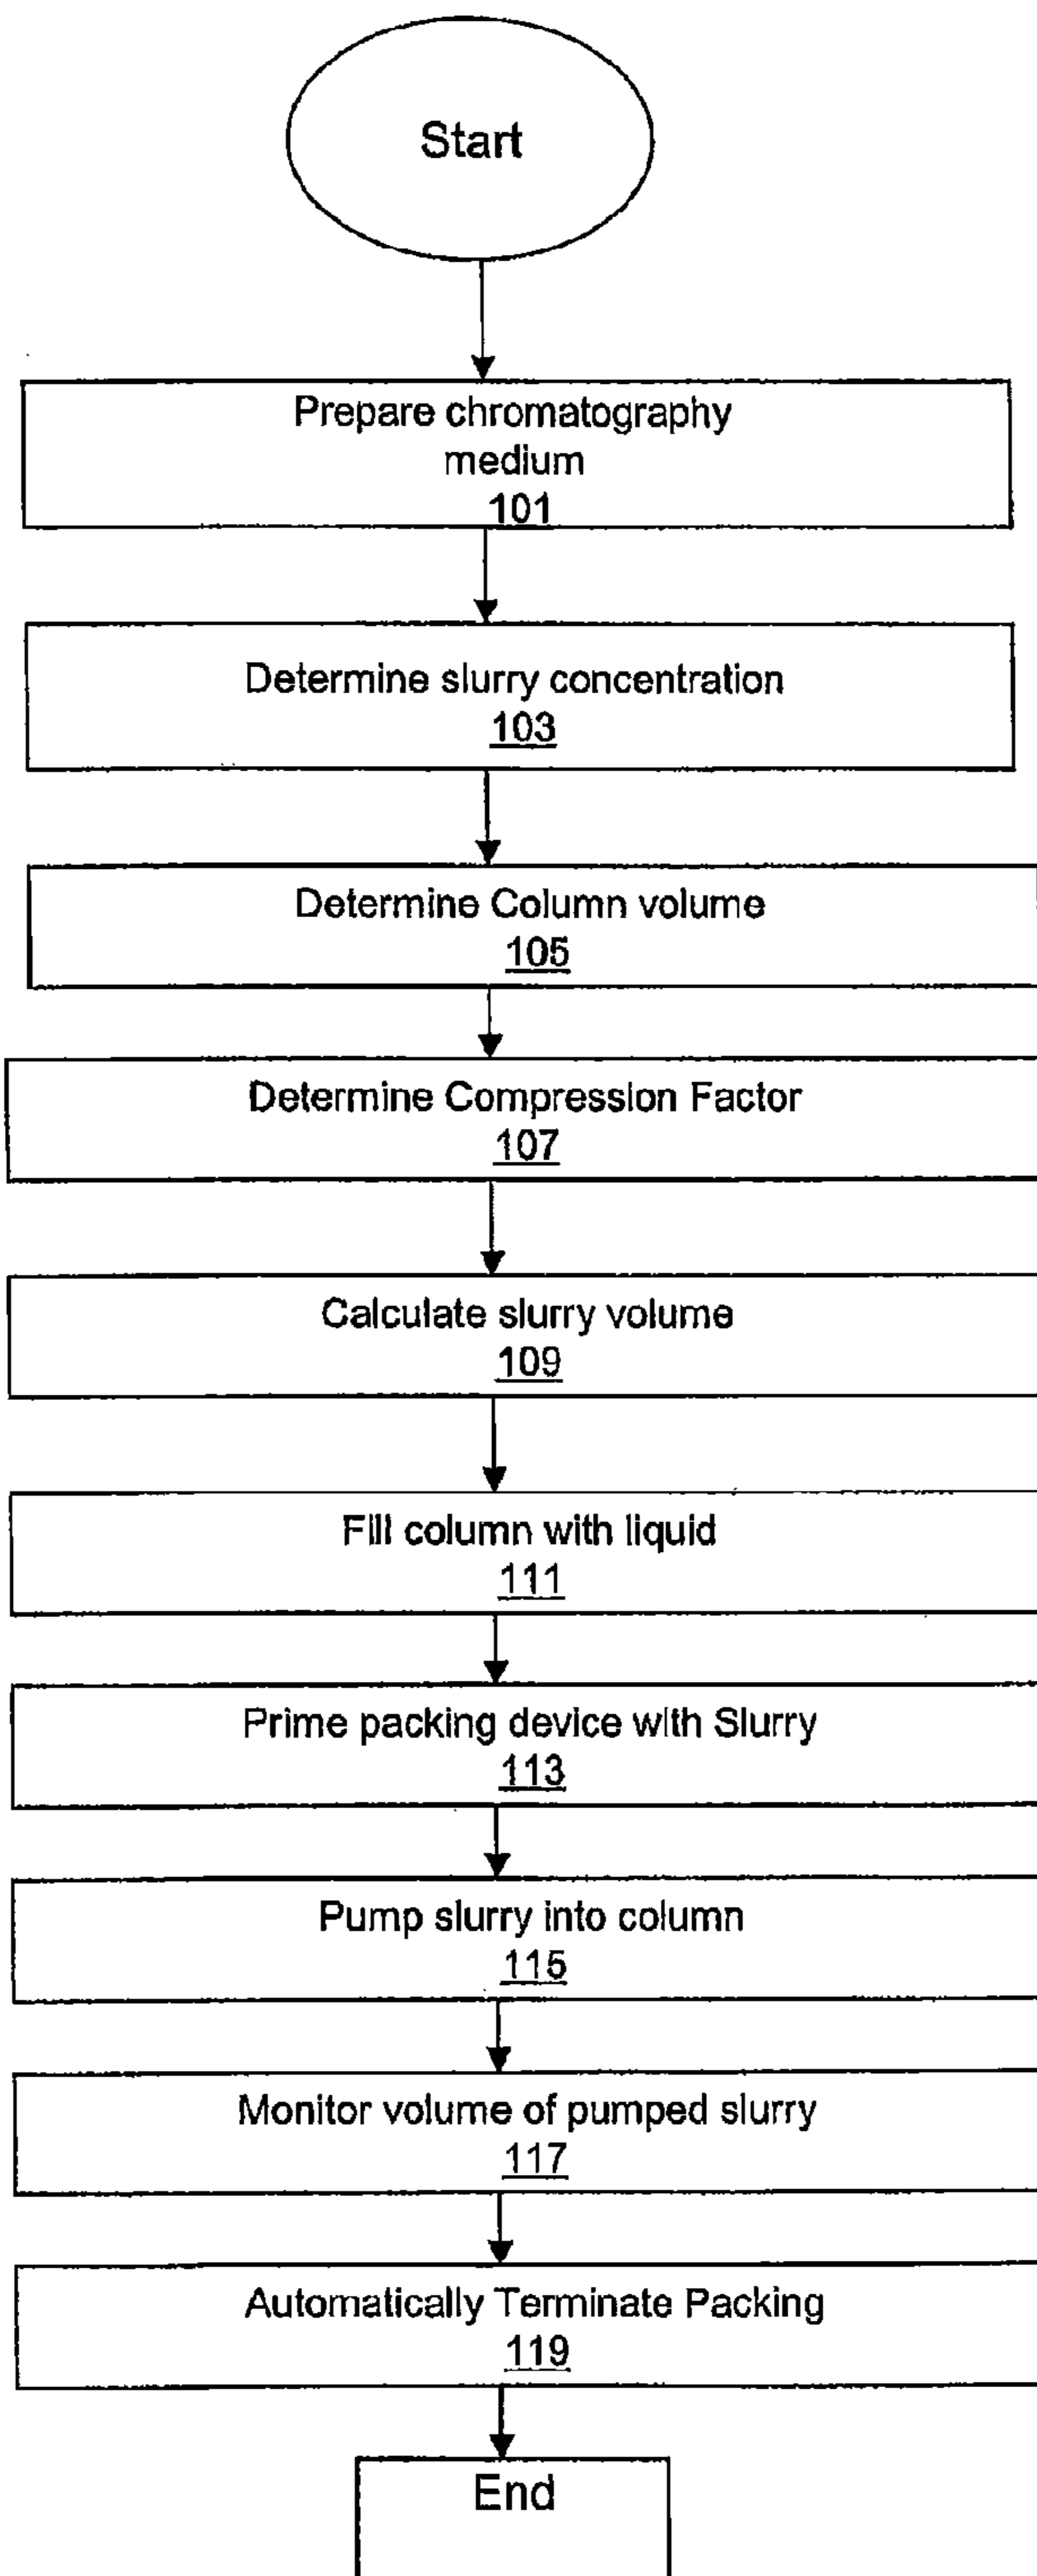 Start
Prepare chromatography
medium
101
Determine slurry concentration
103
Determine Column volume
105
Determine Compression Factor
107
Calculate slurry volume
109
Fill column with liquid
111
Prime packing device with Slurry
113
Pump slurry into column
115
Monitor volume of pumped slurry
117
Automatically Terminate Packing
119
End